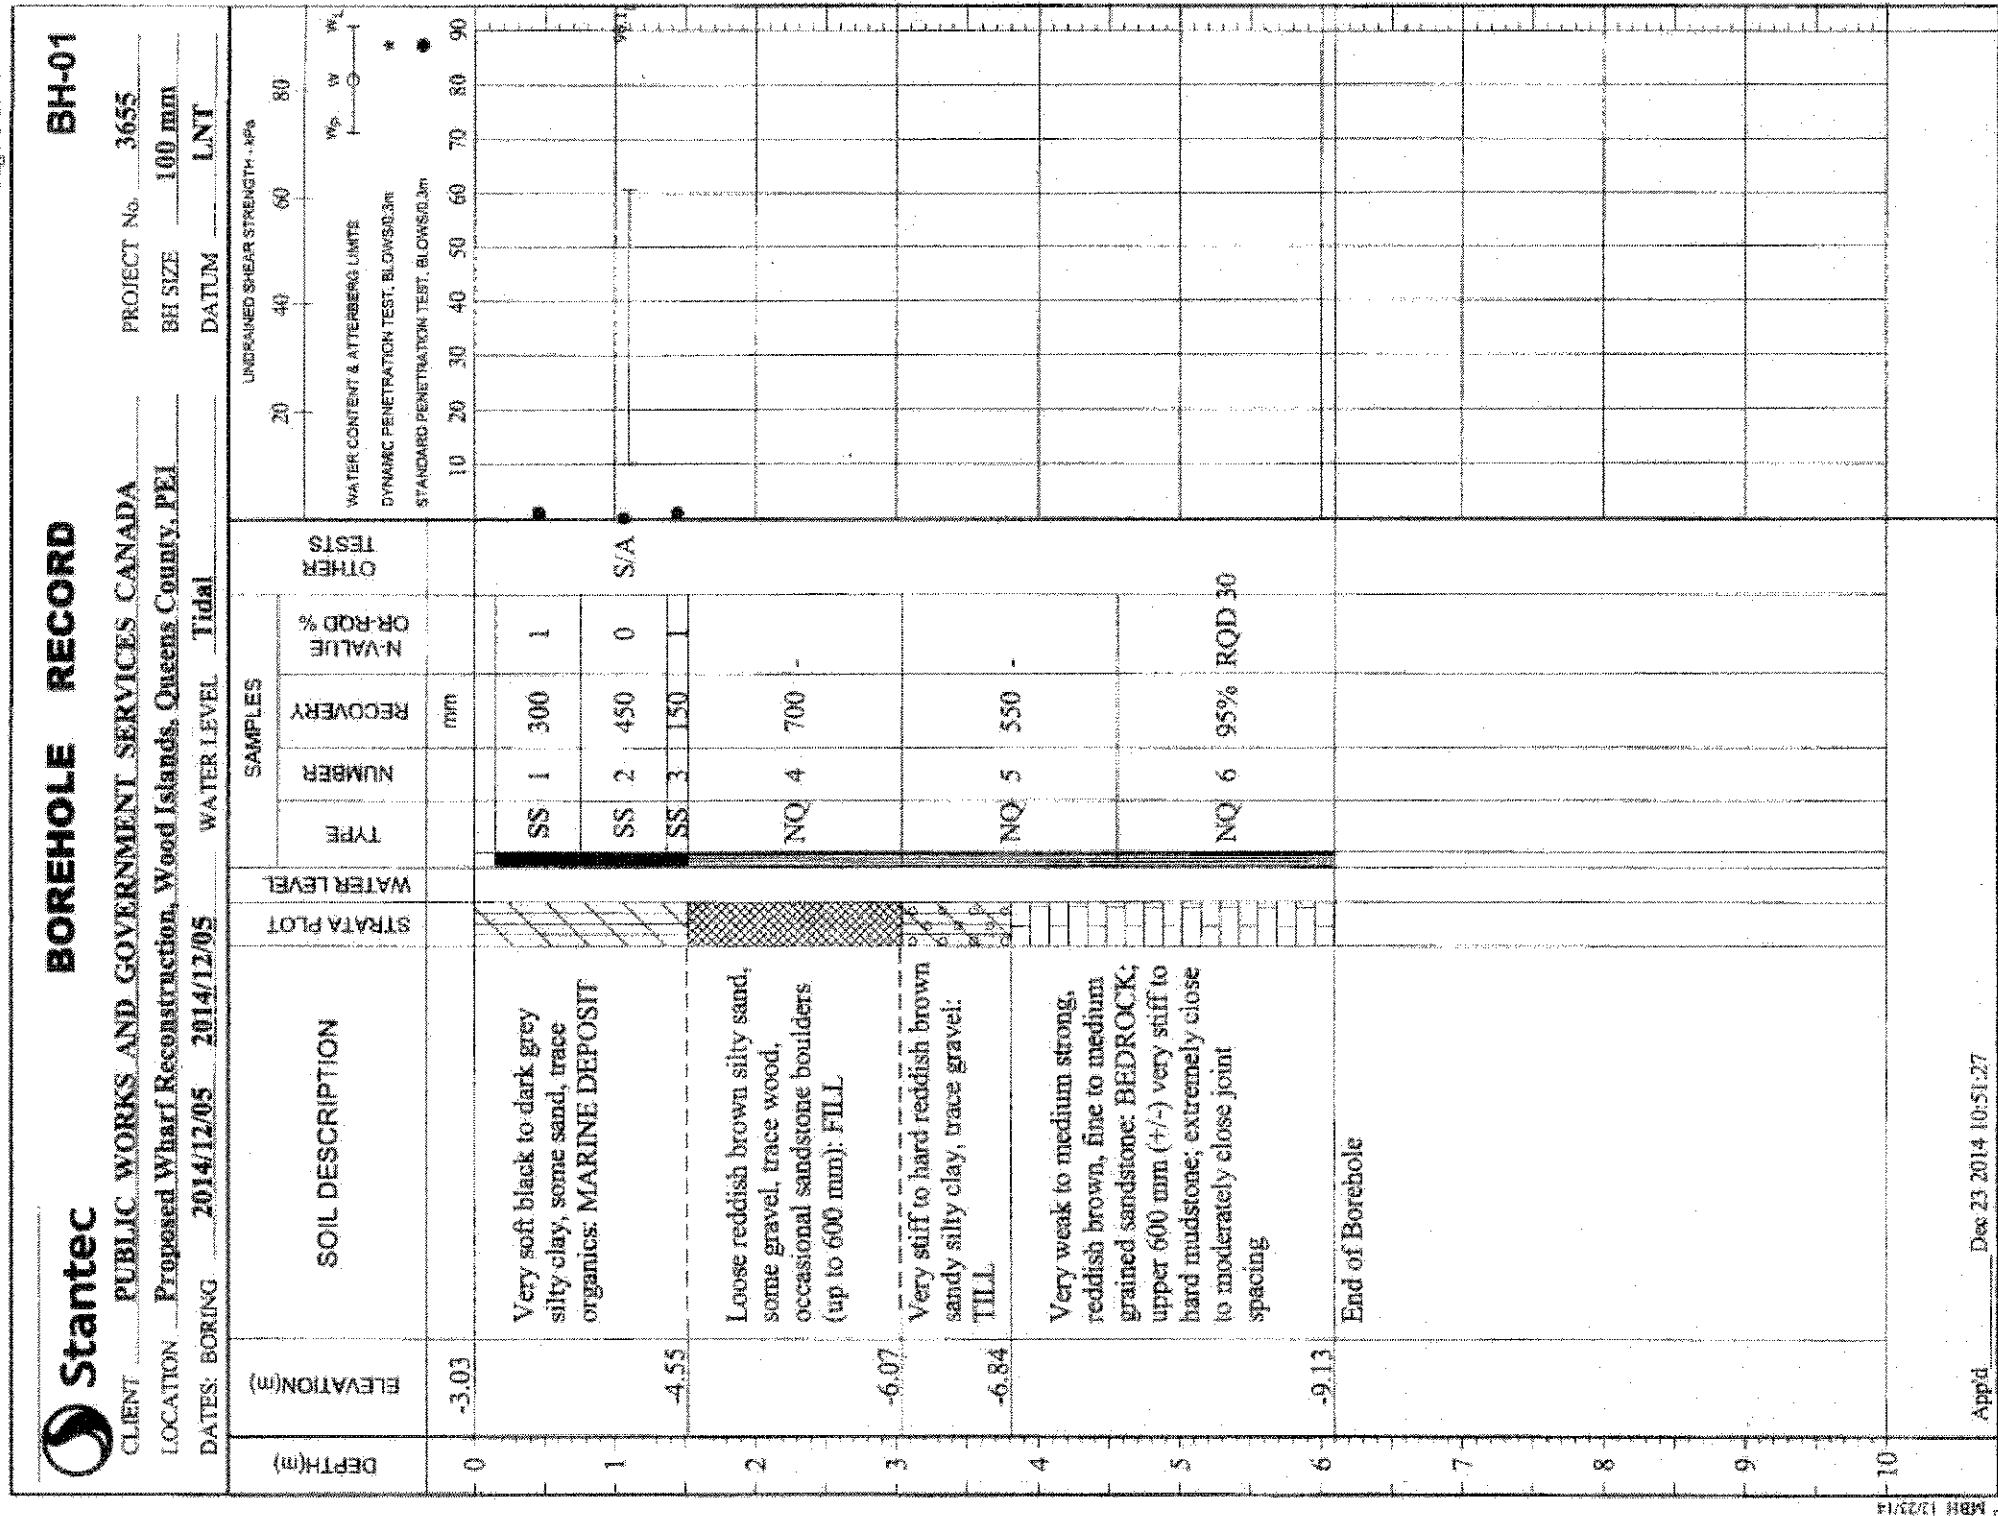 Stantec
BOREHOLE RECORD
BH-01
CLIENT PUBLIC WORKS AND GOVERNMENT SERVICES CANADA
PROJECT No. 3655
LOCATION Proposed Wharf Reconstruction, Wood Islands, Queens County, PEI
BH SIZE 100 mm
DATES: BORING 2014/12/05 2014/12/05
WATER LEVEL Tidal
DATUM LNT
DEPTH(m)
ELEVATION(m)
SOIL DESCRIPTION
STRATA PLOT
WATER LEVEL
SAMPLES
TYPE
NUMBER
RECOVERY
N-VALUE
OR-RQD %
OTHER
TESTS
mm
UNDRAINED SHEAR STRENGTH - kPa
20 40 60 80
WATER CONTENT & ATTERBERG LIMITS
WP W WL
DYNAMIC PENETRATION TEST, BLOWS/0.3m *
STANDARD PENETRATION TEST, BLOWS/0.3m ●
10 20 30 40 50 60 70 80 90
0
-3.03
Very soft black to dark grey
silty clay, some sand, trace
organics: MARINE DEPOSIT
SS 1 300 1
1
SS 2 450 0 S/A
SS 3 150 1
-4.55
2
Loose reddish brown silty sand,
some gravel, trace wood,
occasional sandstone boulders
(up to 600 mm): FILL
NQ 4 700 -
3
-6.07
Very stiff to hard reddish brown
sandy silty clay, trace gravel:
TILL
NQ 5 550 -
-6.84
4
Very weak to medium strong,
reddish brown, fine to medium
grained sandstone: BEDROCK;
upper 600 mm (+/-) very stiff to
hard mudstone; extremely close
to moderately close joint
spacing
5
NQ 6 95% RQD 30
6
-9.13
End of Borehole
7
8
9
10
App'd
Dec 23 2014 10:51:27
MBH 12/23/14